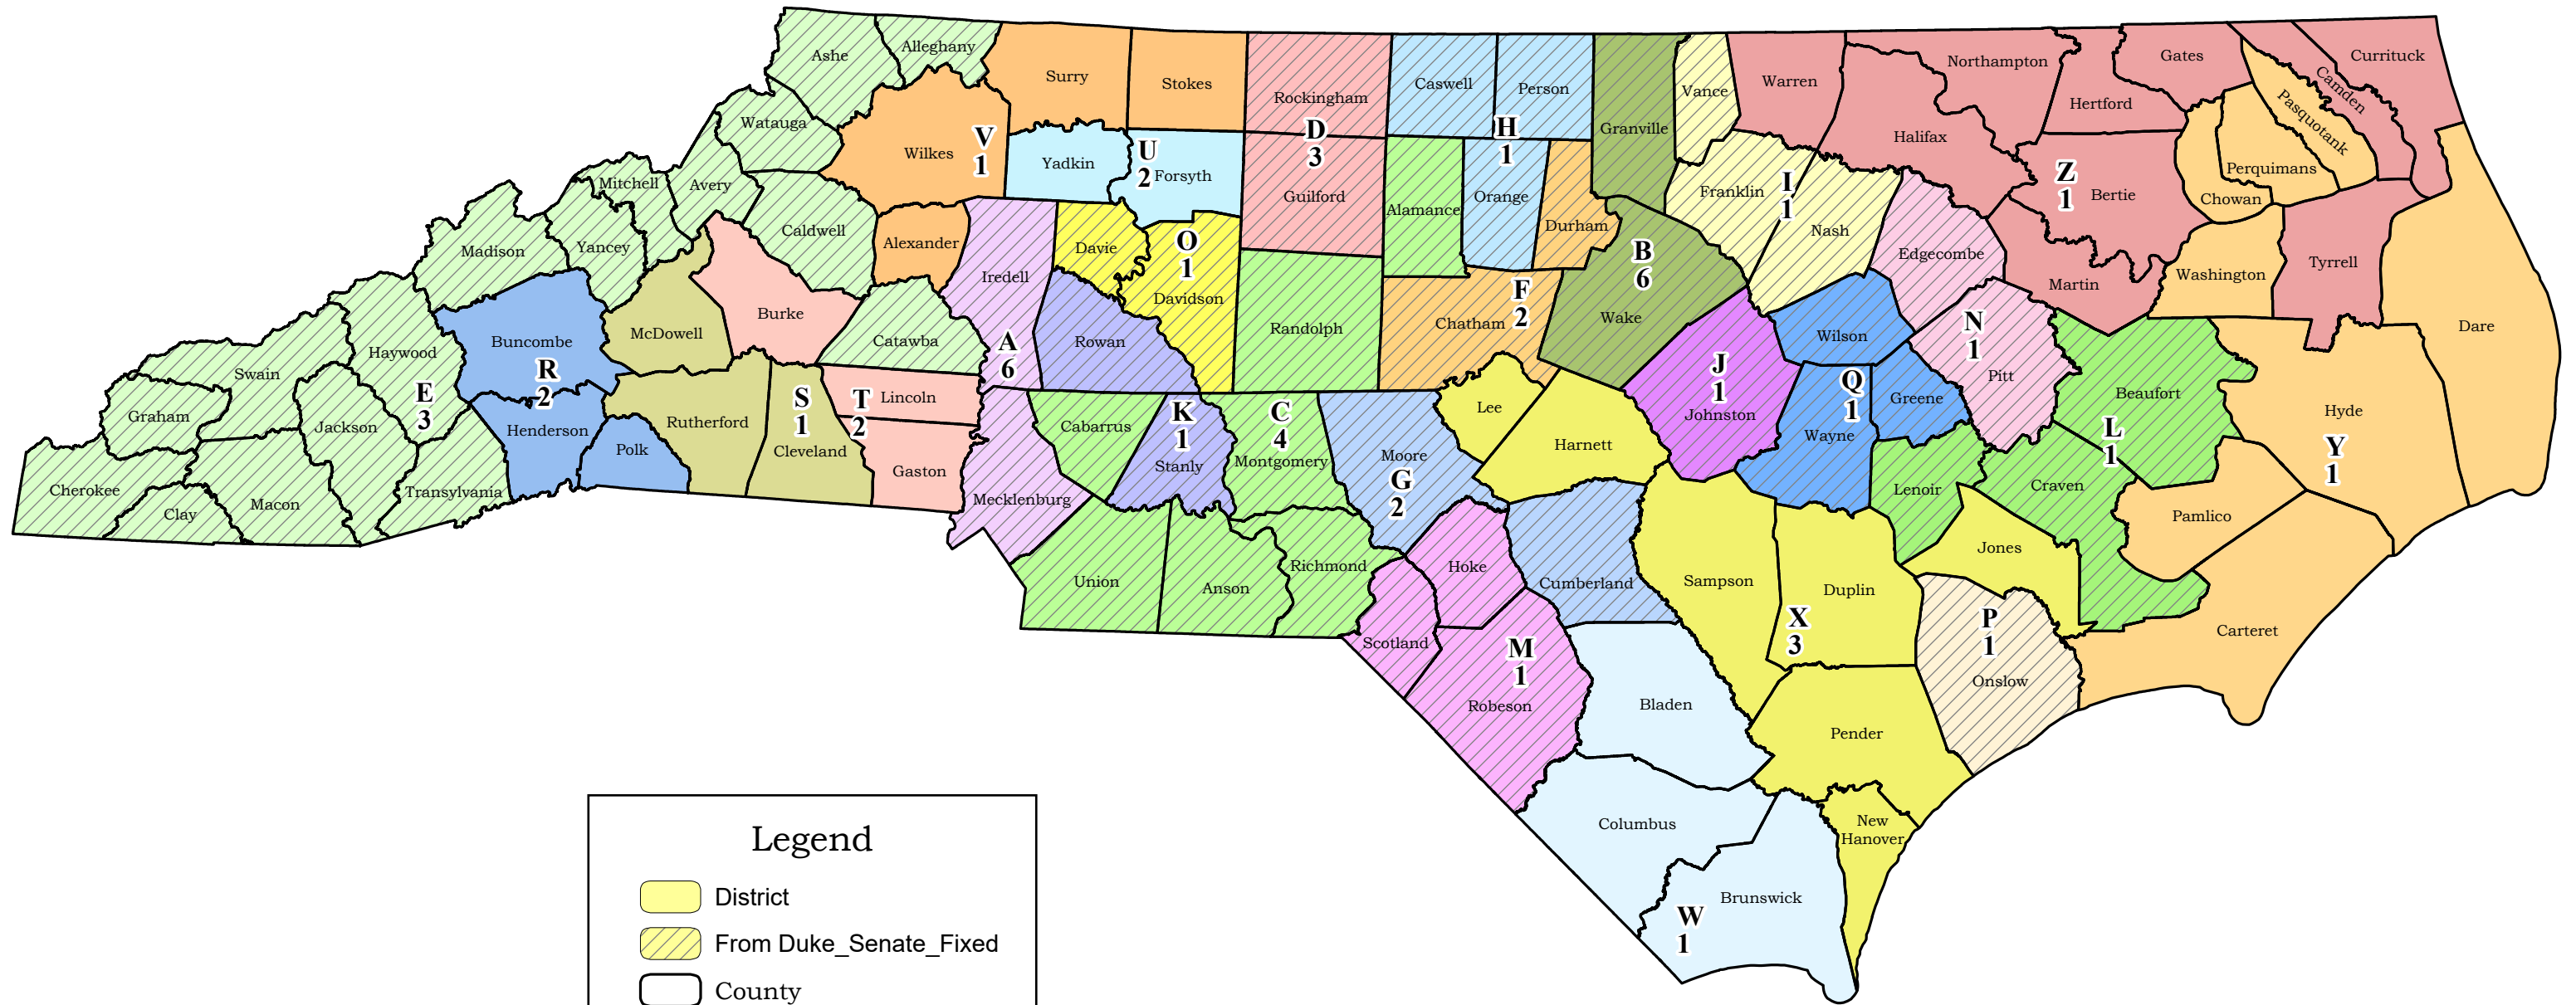 Ashe
Alleghany
Surry
Stokes
Rockingham
Caswell
Person
Granville
Vance
Warren
Northampton
Gates
Currituck
Camden
Pasquotank
Hertford
Halifax
Perquimans
Chowan
Bertie
Z
1
Watauga
Wilkes
V
1
Yadkin
U
2
Forsyth
D
3
Guilford
H
1
Alamance
Orange
Durham
Franklin
I
1
Nash
Edgecombe
Martin
Washington
Tyrrell
Dare
Mitchell
Avery
Caldwell
Alexander
Madison
Yancey
Iredell
Davie
O
1
Davidson
Randolph
Chatham
F
2
B
6
Wake
Wilson
N
1
Pitt
Beaufort
Hyde
Y
1
Buncombe
R
2
McDowell
Burke
Catawba
A
6
Rowan
Haywood
Swain
E
3
Graham
Jackson
Henderson
Polk
Rutherford
S
1
Cleveland
T
2
Lincoln
Gaston
Cabarrus
K
1
Stanly
C
4
Montgomery
Moore
G
2
Lee
Harnett
J
1
Johnston
Q
1
Wayne
Greene
Lenoir
Craven
L
1
Pamlico
Cherokee
Clay
Macon
Transylvania
Mecklenburg
Union
Anson
Richmond
Hoke
Cumberland
Sampson
Duplin
X
3
Jones
P
1
Onslow
Carteret
Scotland
M
1
Robeson
Bladen
Pender
Columbus
New
Hanover
Brunswick
W
1
Legend
District
From Duke_Senate_Fixed
County